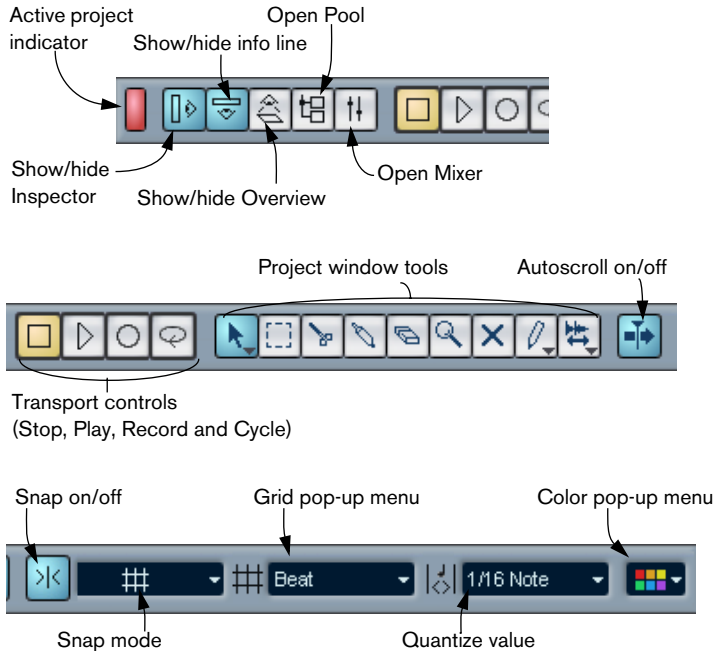 Active project
indicator
Open Pool
Show/hide info line
Show/hide
Inspector
Show/hide Overview
Open Mixer
Project window tools
Autoscroll on/off
Transport controls
(Stop, Play, Record and Cycle)
Snap on/off
Grid pop-up menu
Color pop-up menu
Beat
1/16 Note
Snap mode
Quantize value